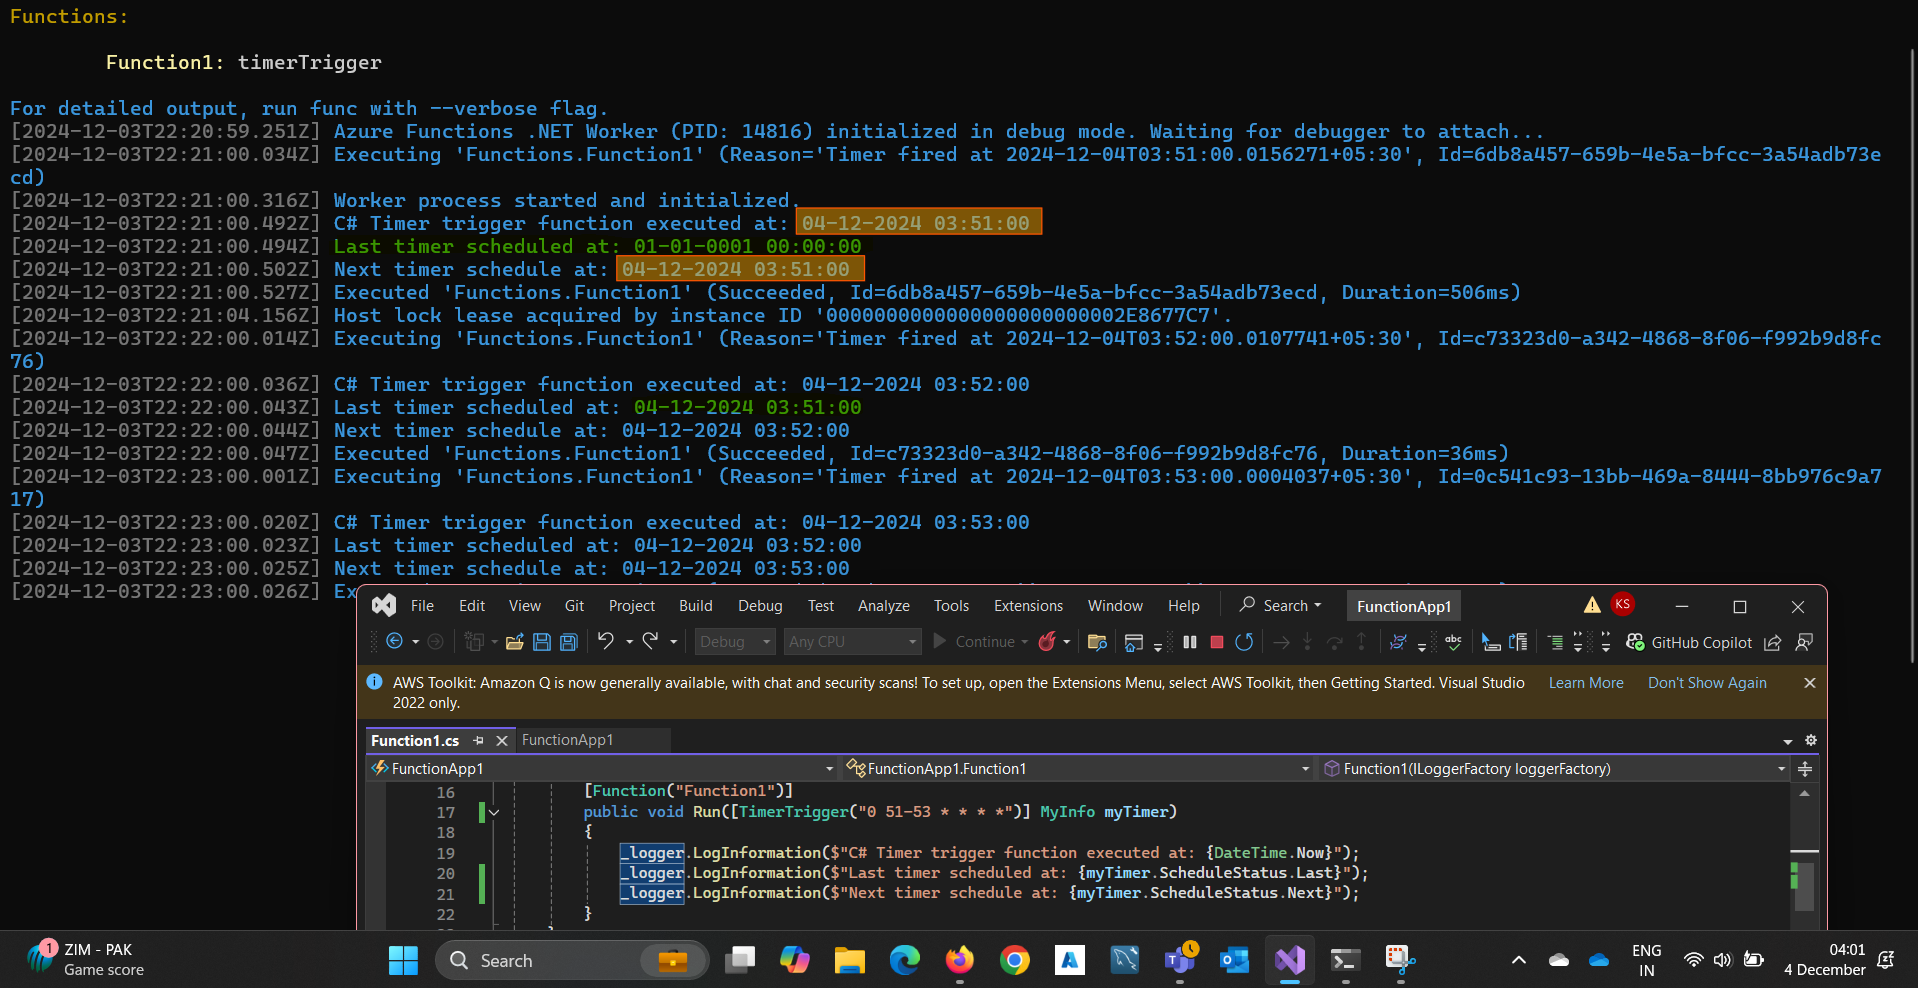 Functions:
Function1: timerTrigger
For detailed output, run func with --verbose flag.
[2024-12-03T22:20:59.251Z] Azure Functions .NET Worker (PID: 14816) initialized in debug mode. Waiting for debugger to attach...
[2024-12-03T22:21:00.034Z] Executing 'Functions.Function1' (Reason='Timer fired at 2024-12-04T03:51:00.0156271+05:30', Id=6db8a457-659b-4e5a-bfcc-3a54adb73e
cd)
[2024-12-03T22:21:00.316Z] Worker process started and initialized.
[2024-12-03T22:21:00.492Z] C# Timer trigger function executed at: 04-12-2024 03:51:00
[2024-12-03T22:21:00.494Z] Last timer scheduled at: 01-01-0001 00:00:00
[2024-12-03T22:21:00.502Z] Next timer schedule at: 04-12-2024 03:51:00
[2024-12-03T22:21:00.527Z] Executed 'Functions.Function1' (Succeeded, Id=6db8a457-659b-4e5a-bfcc-3a54adb73ecd, Duration=506ms)
[2024-12-03T22:21:04.156Z] Host lock lease acquired by instance ID '0000000000000000000000002E8677C7'.
[2024-12-03T22:22:00.014Z] Executing 'Functions.Function1' (Reason='Timer fired at 2024-12-04T03:52:00.0107741+05:30', Id=c73323d0-a342-4868-8f06-f992b9d8fc
76)
[2024-12-03T22:22:00.036Z] C# Timer trigger function executed at: 04-12-2024 03:52:00
[2024-12-03T22:22:00.043Z] Last timer scheduled at: 04-12-2024 03:51:00
[2024-12-03T22:22:00.044Z] Next timer schedule at: 04-12-2024 03:52:00
[2024-12-03T22:22:00.047Z] Executed 'Functions.Function1' (Succeeded, Id=c73323d0-a342-4868-8f06-f992b9d8fc76, Duration=36ms)
[2024-12-03T22:23:00.001Z] Executing 'Functions.Function1' (Reason='Timer fired at 2024-12-04T03:53:00.0004037+05:30', Id=0c541c93-13bb-469a-8444-8bb976c9a7
17)
[2024-12-03T22:23:00.020Z] C# Timer trigger function executed at: 04-12-2024 03:53:00
[2024-12-03T22:23:00.023Z] Last timer scheduled at: 04-12-2024 03:52:00
[2024-12-03T22:23:00.025Z] Next timer schedule at: 04-12-2024 03:53:00
[2024-12-03T22:23:00.026Z] Ex
File Edit View Git Project Build Debug Test Analyze Tools Extensions Window Help Search FunctionApp1 KS
Debug Any CPU Continue abc GitHub Copilot
AWS Toolkit: Amazon Q is now generally available, with chat and security scans! To set up, open the Extensions Menu, select AWS Toolkit, then Getting Started. Visual Studio Learn More Don't Show Again
2022 only.
Function1.cs FunctionApp1
FunctionApp1 FunctionApp1.Function1 Function1(ILoggerFactory loggerFactory)
16 [Function("Function1")]
17 public void Run([TimerTrigger("0 51-53 * * * *")] MyInfo myTimer)
18 {
19 _logger.LogInformation($"C# Timer trigger function executed at: {DateTime.Now}");
20 _logger.LogInformation($"Last timer scheduled at: {myTimer.ScheduleStatus.Last}");
21 _logger.LogInformation($"Next timer schedule at: {myTimer.ScheduleStatus.Next}");
22 }
1 ZIM - PAK
Game score
Search
ENG
IN
04:01
4 December